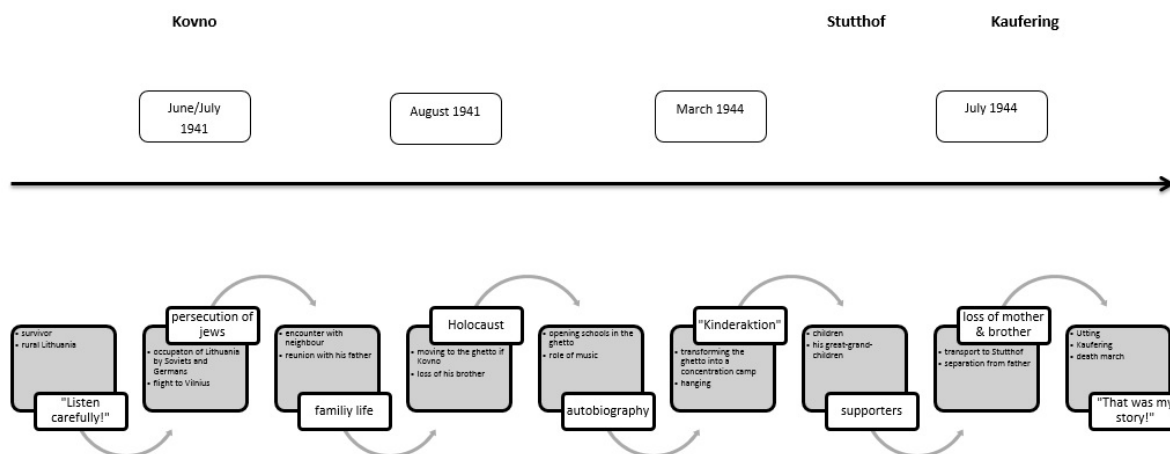 Kovno
Stutthof
Kaufering
June/July
1941
August 1941
March 1944
July 1944
• survivor
• rural Lithuania
"Listen
carefully!"
persecution of
jews
• occupaton of Lithuania
by Soviets and
Germans
• flight to Vilnius
• encounter with
neighbour
• reunion with his father
familiy life
Holocaust
• moving to the ghetto if
Kovno
• loss of his brother
• opening schools in the
ghetto
• role of music
autobiography
"Kinderaktion"
• transforming the
ghetto into a
concentration camp
• hanging
• children
• his great-grand-
children
supporters
loss of mother
& brother
• transport to Stutthof
• separation from father
• Utting
• Kaufering
• death march
"That was my
story!"